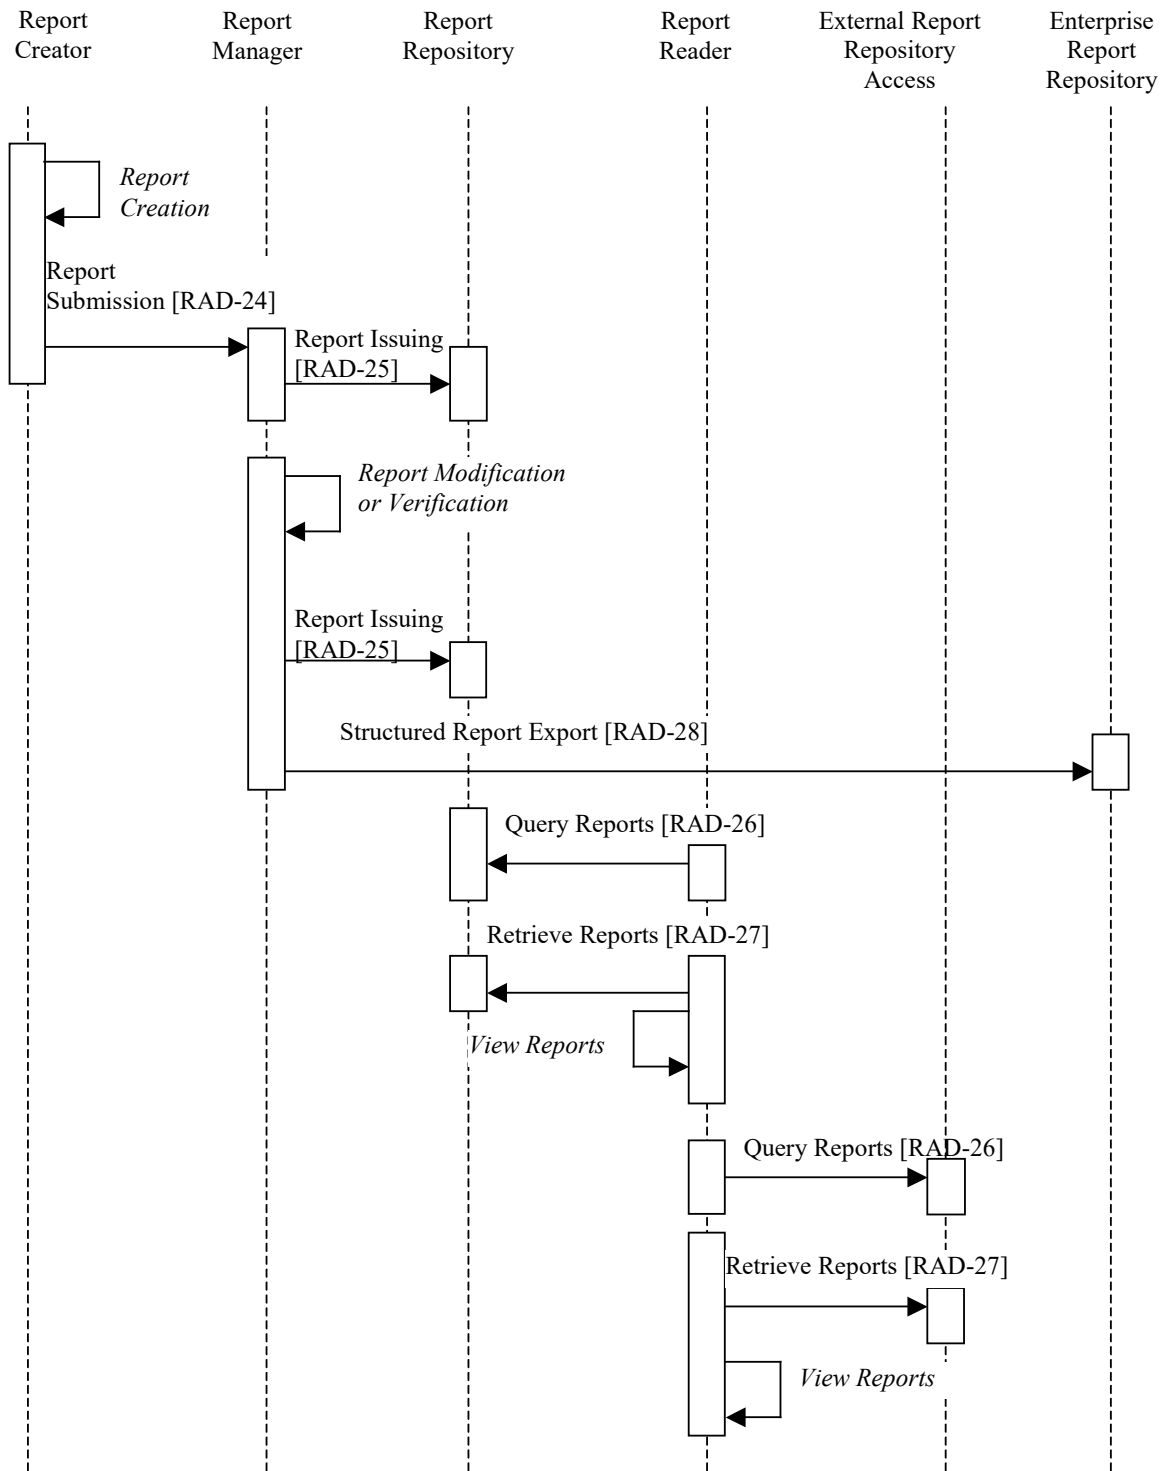 Report
Creator
Report
Manager
Report
Repository
Report
Reader
External Report
Repository
Access
Enterprise
Report
Repository
Report
Creation
Report
Submission [RAD-24]
Report Issuing
[RAD-25]
Report Modification
or Verification
Report Issuing
[RAD-25]
Structured Report Export [RAD-28]
Query Reports [RAD-26]
Retrieve Reports [RAD-27]
View Reports
Query Reports [RAD-26]
Retrieve Reports [RAD-27]
View Reports